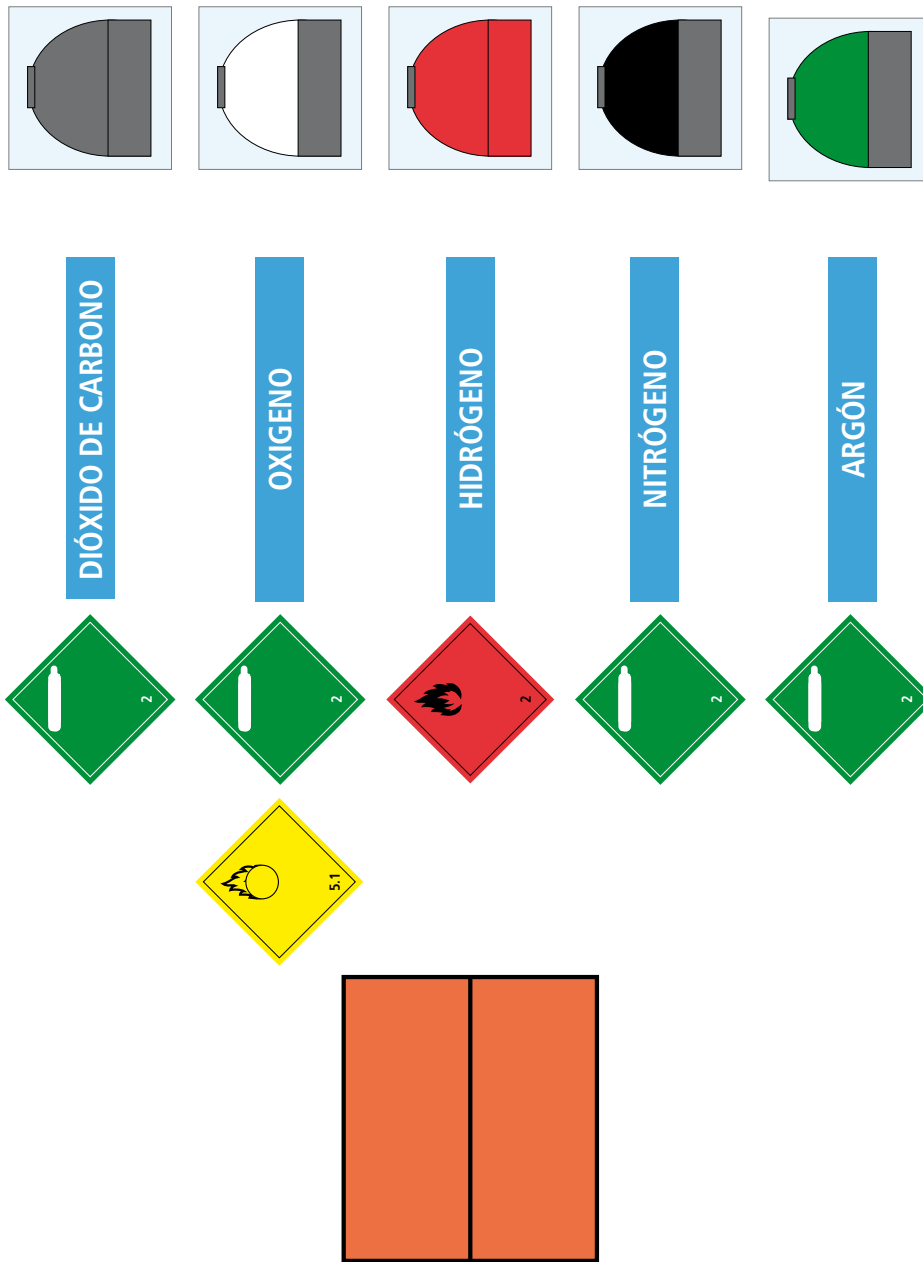 DIÓXIDO DE CARBONO
OXIGENO
HIDRÓGENO
NITRÓGENO
ARGÓN
2
2
2
2
2
5.1